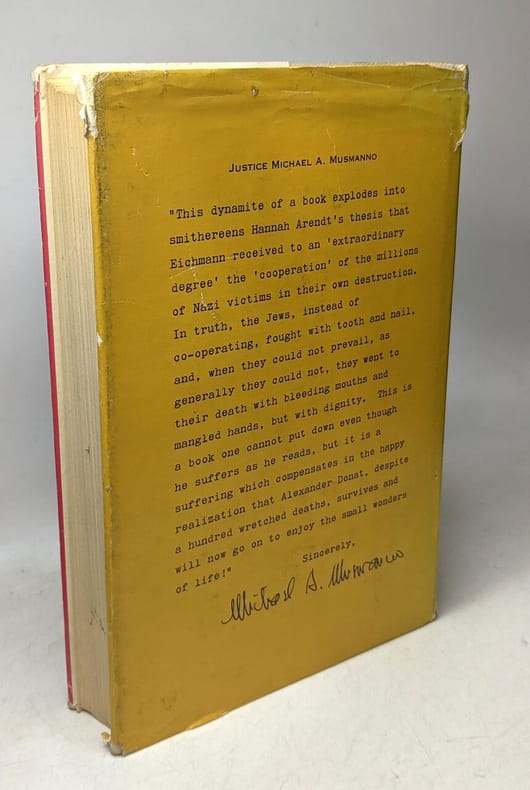 JUSTICE MICHAEL A. MUSMANNO
"This dynamite of a book explodes into
smithereens Hannah Arendt's thesis that
Eichmann received to an 'extraordinary
degree' the 'cooperation' of the millions
of Nazi victims in their own destruction.
In truth, the Jews, instead of
co-operating, fought with tooth and nail,
and, when they could not prevail, as
generally they could not, they went to
their death with bleeding mouths and
mangled hands, but with dignity. This is
a book one cannot put down even though
he suffers as he reads, but it is a
suffering which compensates in the happy
realization that Alexander Donat, despite
a hundred wretched deaths, survives and
will now go on to enjoy the small wonders
of life!"
Sincerely,
Michael A. Musmanno